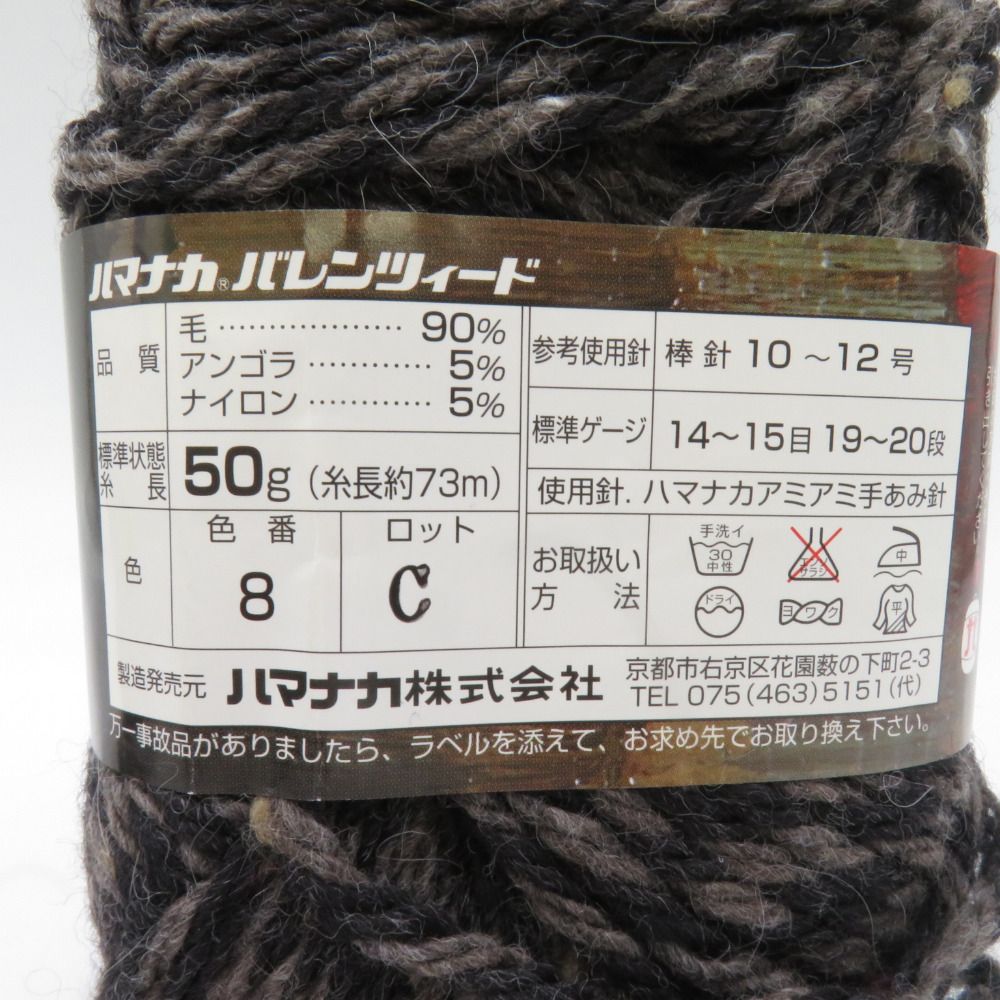 ハマナカ®バレンツィード
品質
毛 ………………… 90%
アンゴラ ………… 5%
ナイロン ………… 5%
標準状態
糸長
50g (糸長約73m)
色
色番
8
ロット
C
参考使用針
棒針 10～12号
標準ゲージ
14～15目 19～20段
使用針. ハマナカアミアミ手あみ針
お取扱い
方法
手洗イ
30
中性
エンソ
サラシ
中
ドライ
ヨワク
平
製造発売元 ハマナカ株式会社
京都市右京区花園薮の下町2-3
TEL 075(463)5151(代)
万一事故品がありましたら、ラベルを添えて、お求め先でお取り換え下さい。